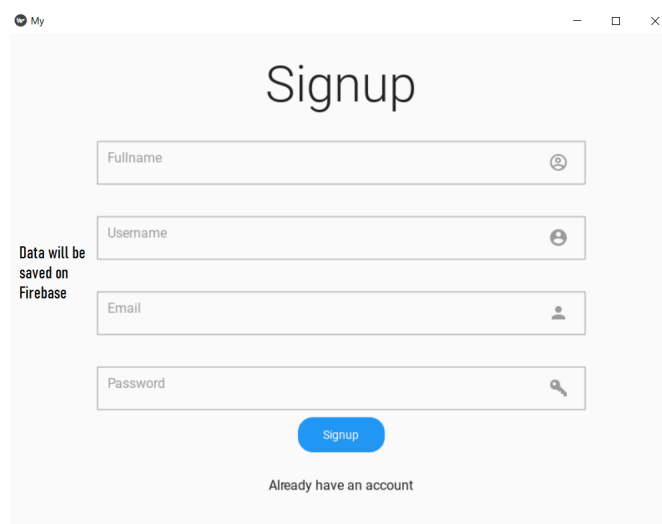 My
Signup
Fullname
Username
Data will be
saved on
Firebase
Email
Password
Signup
Already have an account